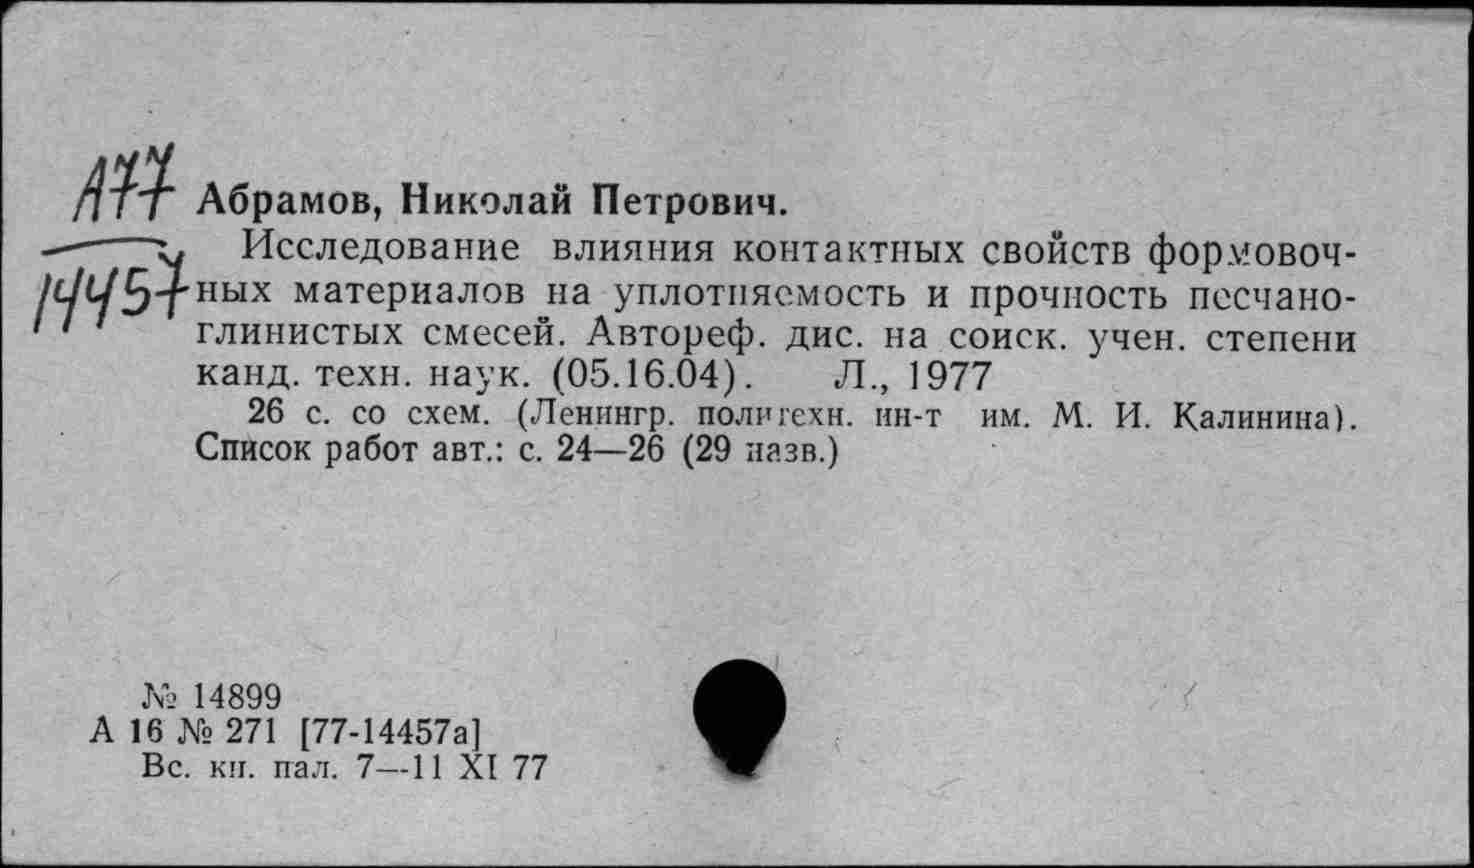 А77
14457
Абрамов, Николай Петрович.
Исследование влияния контактных свойств формовоч-
ных материалов на уплотняемость и прочность песчано-
глинистых смесей. Автореф. дис. на соиск. учен. степени
канд. техн. наук. (05.16.04). Л., 1977
26 с. со схем. (Ленингр. политехн. ин-т им. М. И. Калинина).
Список работ авт.: с. 24—26 (29 назв.)
№ 14899
А 16 № 271 [77-14457а]
Вс. кн. пал. 7—11 XI 77